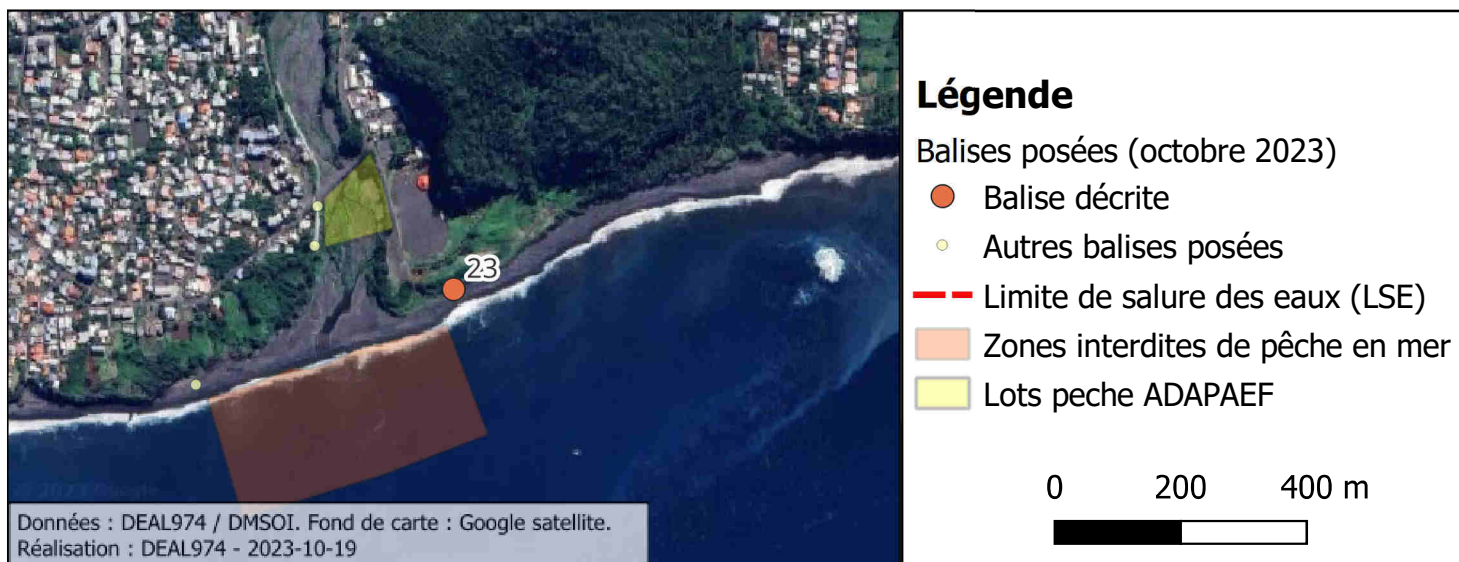 23
Données : DEAL974 / DMSOI. Fond de carte : Google satellite.
Réalisation : DEAL974 - 2023-10-19
Légende
Balises posées (octobre 2023)
Balise décrite
Autres balises posées
Limite de salure des eaux (LSE)
Zones interdites de pêche en mer
Lots peche ADAPAEF
0 200 400 m